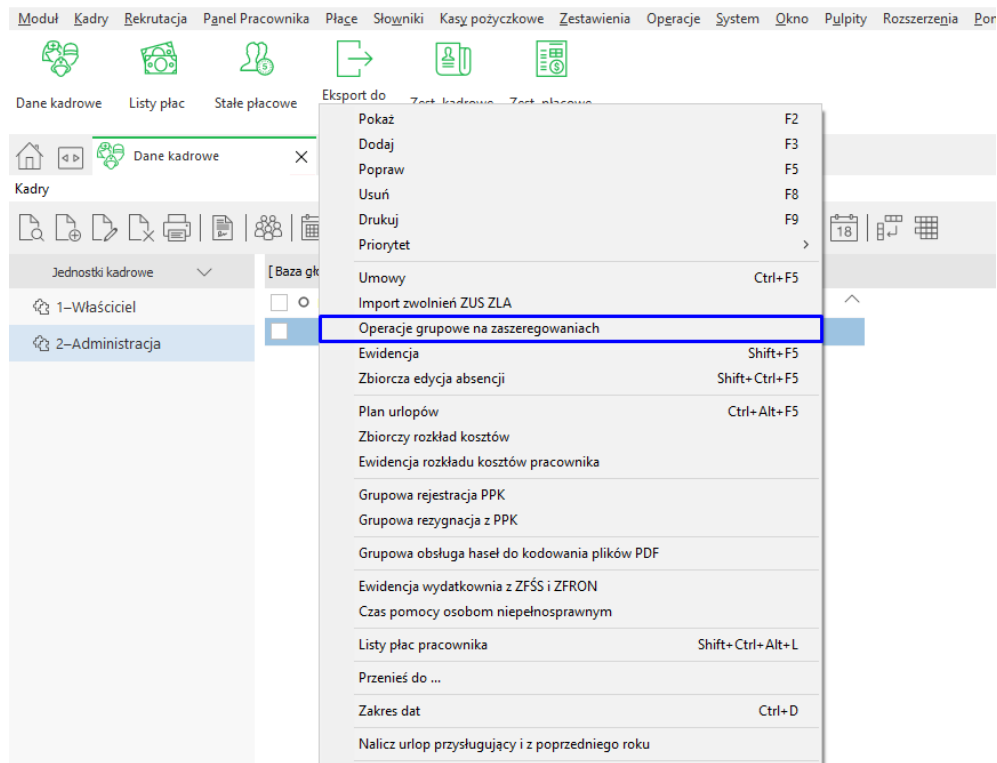 Moduł Kadry Rekrutacja Panel Pracownika Płace Słowniki Kasy pożyczkowe Zestawienia Operacje System Okno Pulpity Rozszerzenia
Dane kadrowe Listy płac Stałe płacowe Eksport do Zest. kadrowe Zest. płacowe
Dane kadrowe
Kadry
18
Jednostki kadrowe
[ Baza
1–Właściciel
2–Administracja
Pokaż F2
Dodaj F3
Popraw F5
Usuń F8
Drukuj F9
Priorytet
Umowy Ctrl+F5
Import zwolnień ZUS ZLA
Operacje grupowe na zaszeregowaniach
Ewidencja Shift+F5
Zbiorcza edycja absencji Shift+Ctrl+F5
Plan urlopów Ctrl+Alt+F5
Zbiorczy rozkład kosztów
Ewidencja rozkładu kosztów pracownika
Grupowa rejestracja PPK
Grupowa rezygnacja z PPK
Grupowa obsługa haseł do kodowania plików PDF
Ewidencja wydatkownia z ZFŚS i ZFRON
Czas pomocy osobom niepełnosprawnym
Listy płac pracownika Shift+Ctrl+Alt+L
Przenieś do ...
Zakres dat Ctrl+D
Nalicz urlop przysługujący i z poprzedniego roku